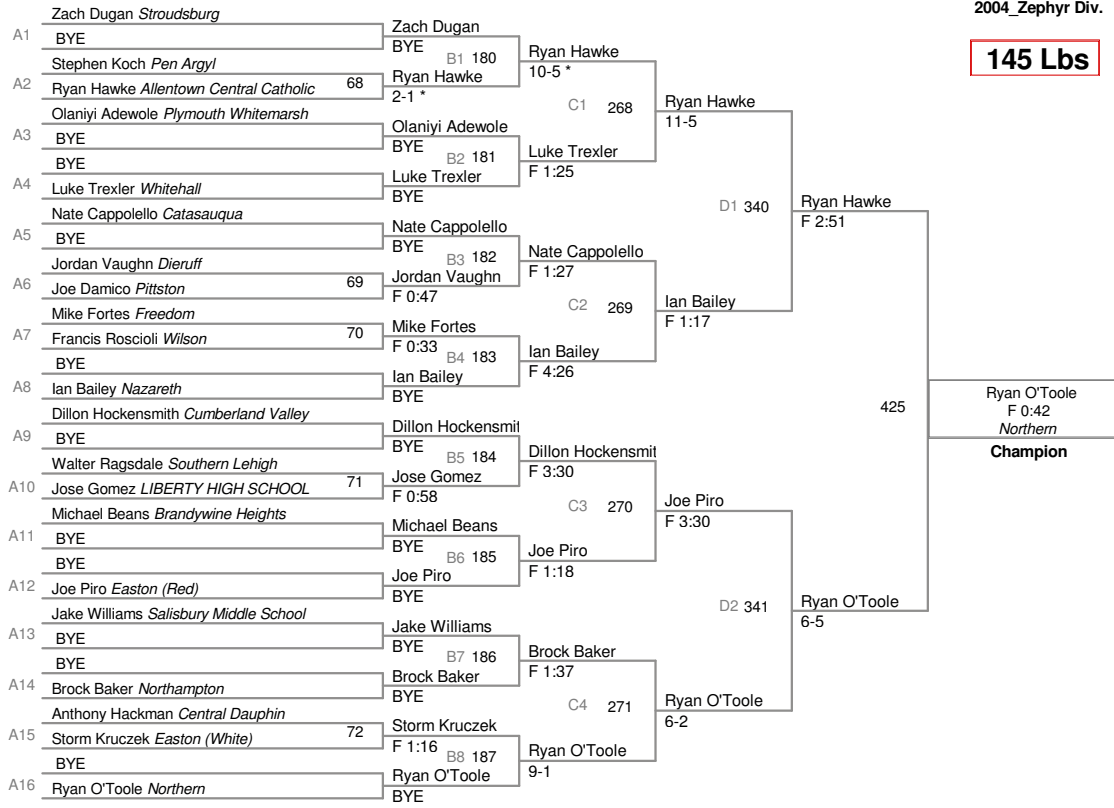 2004_Zephyr Div.
145 Lbs
A1
Zach Dugan Stroudsburg
BYE
A2
Stephen Koch Pen Argyl
Ryan Hawke Allentown Central Catholic
68
A3
Olaniyi Adewole Plymouth Whitemarsh
BYE
A4
BYE
Luke Trexler Whitehall
A5
Nate Cappolello Catasauqua
BYE
A6
Jordan Vaughn Dieruff
Joe Damico Pittston
69
A7
Mike Fortes Freedom
Francis Roscioli Wilson
70
A8
BYE
Ian Bailey Nazareth
A9
Dillon Hockensmith Cumberland Valley
BYE
A10
Walter Ragsdale Southern Lehigh
Jose Gomez LIBERTY HIGH SCHOOL
71
A11
Michael Beans Brandywine Heights
BYE
A12
BYE
Joe Piro Easton (Red)
A13
Jake Williams Salisbury Middle School
BYE
A14
BYE
Brock Baker Northampton
A15
Anthony Hackman Central Dauphin
Storm Kruczek Easton (White)
72
A16
BYE
Ryan O'Toole Northern
Zach Dugan
BYE
B1 180
Ryan Hawke
2-1 *
Olaniyi Adewole
BYE
B2 181
Luke Trexler
BYE
Nate Cappolello
BYE
B3 182
Jordan Vaughn
F 0:47
Mike Fortes
F 0:33
B4 183
Ian Bailey
BYE
Dillon Hockensmit
BYE
B5 184
Jose Gomez
F 0:58
Michael Beans
BYE
B6 185
Joe Piro
BYE
Jake Williams
BYE
B7 186
Brock Baker
BYE
Storm Kruczek
F 1:16
B8 187
Ryan O'Toole
BYE
Ryan Hawke
10-5 *
C1 268
Luke Trexler
F 1:25
Nate Cappolello
F 1:27
C2 269
Ian Bailey
F 4:26
Dillon Hockensmit
F 3:30
C3 270
Joe Piro
F 1:18
Brock Baker
F 1:37
C4 271
Ryan O'Toole
9-1
Ryan Hawke
11-5
D1 340
Ian Bailey
F 1:17
Joe Piro
F 3:30
D2 341
Ryan O'Toole
6-2
Ryan Hawke
F 2:51
425
Ryan O'Toole
6-5
Ryan O'Toole
F 0:42
Northern
Champion